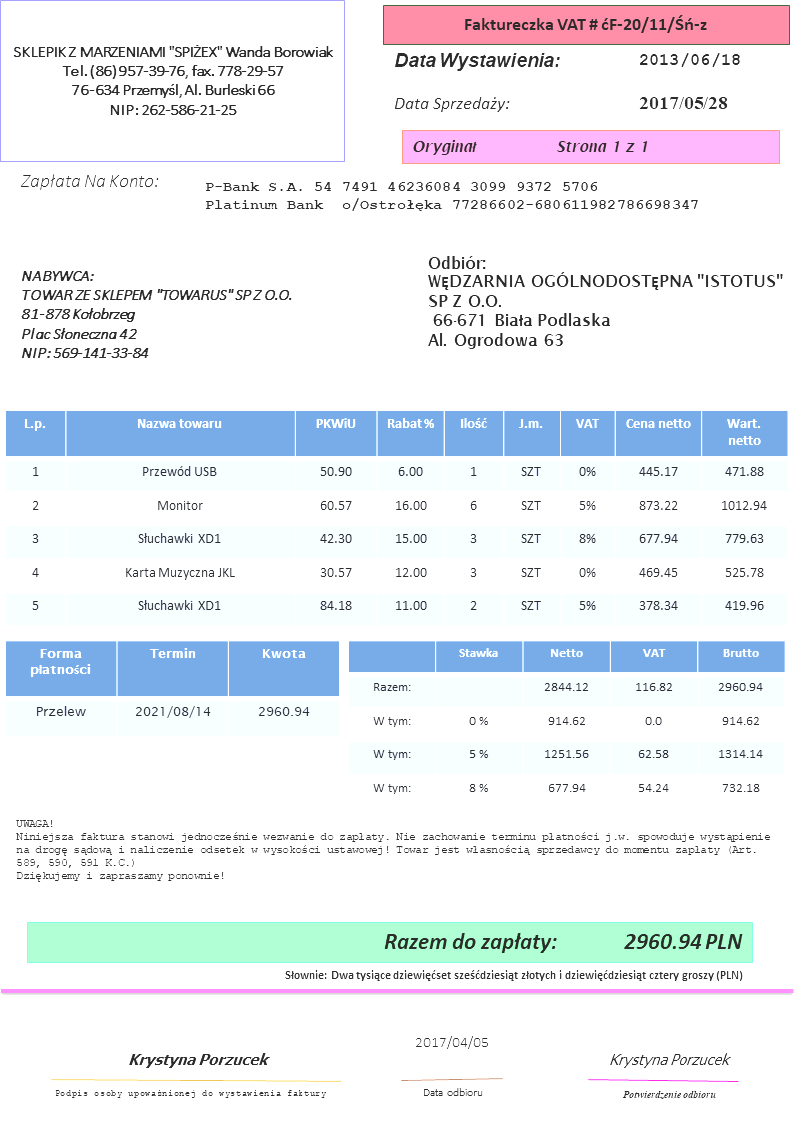 SKLEPIK Z MARZENIAMI "SPIŻEX" Wanda Borowiak
Tel. (86) 957-39-76, fax. 778-29-57
76-634 Przemyśl, Al. Burleski 66
NIP: 262-586-21-25
Faktureczka VAT # ćF-20/11/Śń-z
Data Wystawienia: 2013/06/18
Data Sprzedaży: 2017/05/28
Oryginał Strona 1 z 1
Zapłata Na Konto:
P-Bank S.A. 54 7491 46236084 3099 9372 5706
Platinum Bank o/Ostrołęka 77286602-680611982786698347
NABYWCA:
TOWARZE SKLEPEM "TOWARUS" SP Z O.O.
81-878 Kołobrzeg
Plac Słoneczna 42
NIP: 569-141-33-84
Odbiór:
WĘDZARNIA OGÓLNODOSTĘPNA "ISTOTUS"
SP Z O.O.
66-671 Biała Podlaska
Al. Ogrodowa 63
L.p. Nazwa towaru PKWiU Rabat % Ilość J.m. VAT Cena netto Wart. netto
1 Przewód USB 50.90 6.00 1 SZT 0% 445.17 471.88
2 Monitor 60.57 16.00 6 SZT 5% 873.22 1012.94
3 Słuchawki XD1 42.30 15.00 3 SZT 8% 677.94 779.63
4 Karta Muzyczna JKL 30.57 12.00 3 SZT 0% 469.45 525.78
5 Słuchawki XD1 84.18 11.00 2 SZT 5% 378.34 419.96
Forma płatności Termin Kwota
Przelew 2021/08/14 2960.94
Stawka Netto VAT Brutto
Razem: 2844.12 116.82 2960.94
W tym: 0 % 914.62 0.0 914.62
W tym: 5 % 1251.56 62.58 1314.14
W tym: 8 % 677.94 54.24 732.18
UWAGA!
Niniejsza faktura stanowi jednocześnie wezwanie do zapłaty. Nie zachowanie terminu płatności j.w. spowoduje wystąpienie
na drogę sądową i naliczenie odsetek w wysokości ustawowej! Towar jest własnością sprzedawcy do momentu zapłaty (Art.
589, 590, 591 K.C.)
Dziękujemy i zapraszamy ponownie!
Razem do zapłaty: 2960.94 PLN
Słownie: Dwa tysiące dziewięćset sześćdziesiąt złotych i dziewięćdziesiąt cztery groszy (PLN)
Krystyna Porzucek
Podpis osoby upoważnionej do wystawienia faktury
2017/04/05
Data odbioru
Krystyna Porzucek
Potwierdzenie odbioru